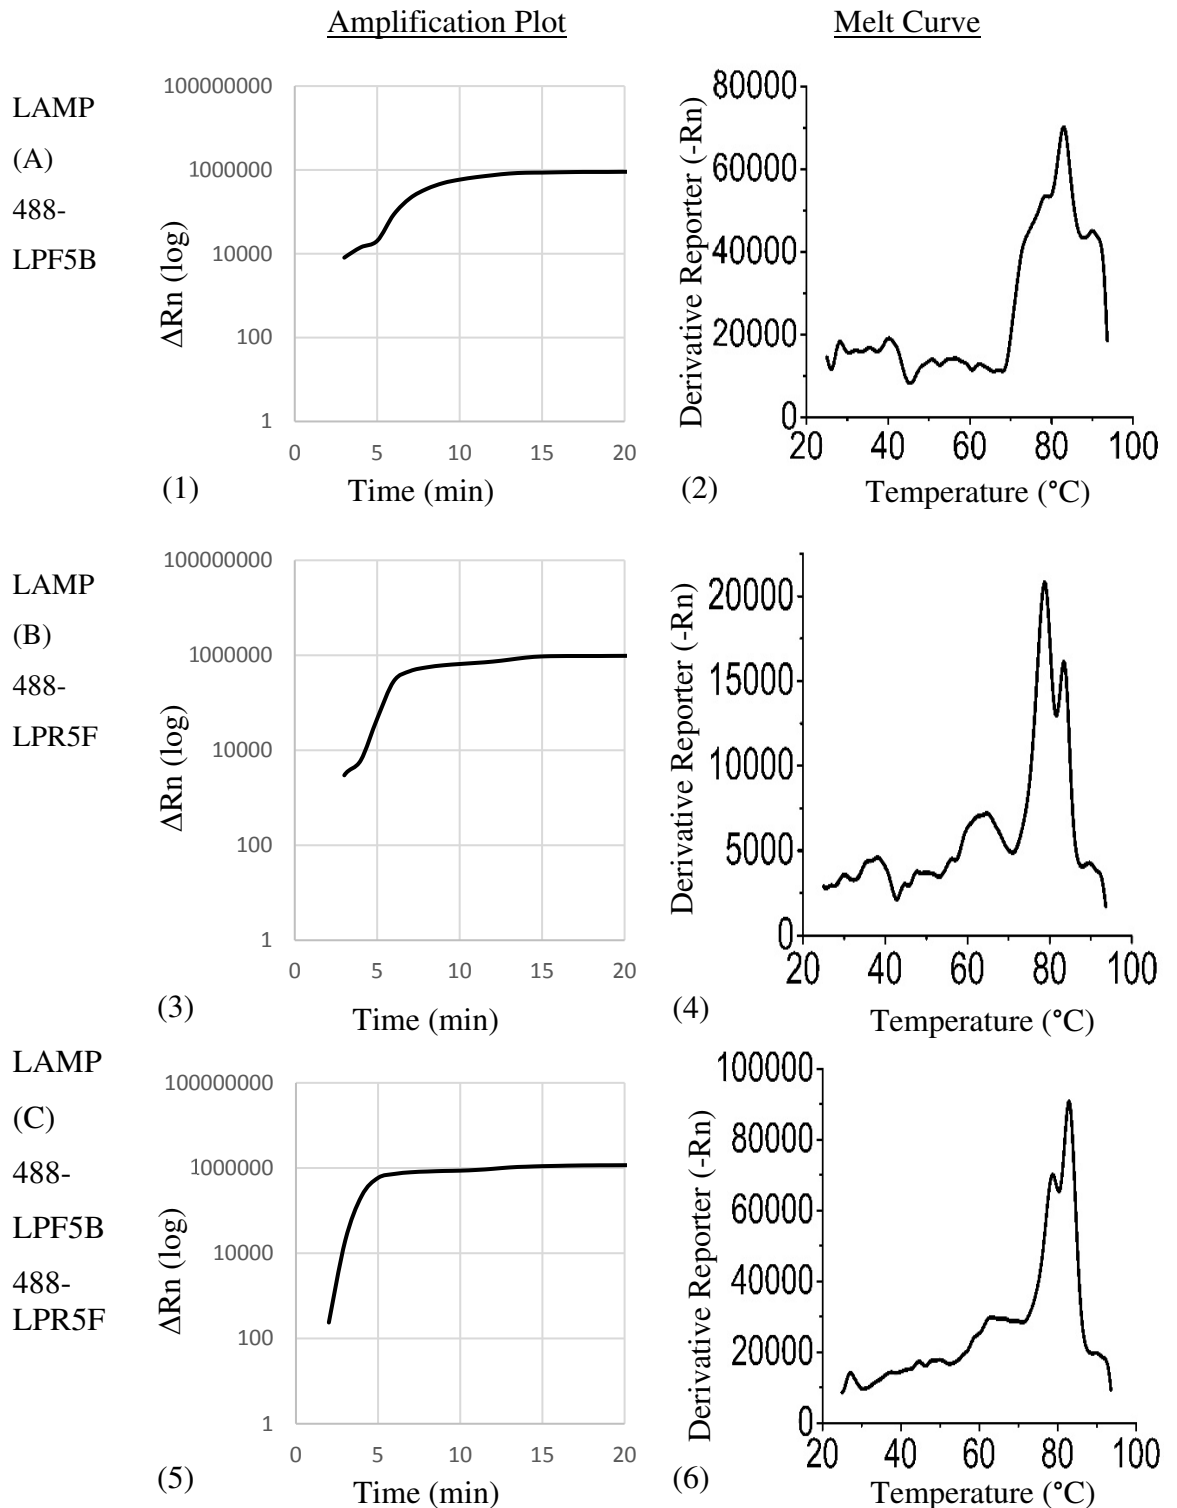 Amplification Plot
Melt Curve
LAMP
(A)
488-
LPF5B
100000000
1000000
10000
100
1
ΔRn (log)
0 5 10 15 20
Time (min)
(1)
80000
60000
40000
20000
0
Derivative Reporter (-Rn)
20 40 60 80 100
Temperature (°C)
(2)
LAMP
(B)
488-
LPR5F
100000000
1000000
10000
100
1
ΔRn (log)
0 5 10 15 20
Time (min)
(3)
20000
15000
10000
5000
0
Derivative Reporter (-Rn)
20 40 60 80 100
Temperature (°C)
(4)
LAMP
(C)
488-
LPF5B
488-
LPR5F
100000000
1000000
10000
100
1
ΔRn (log)
0 5 10 15 20
Time (min)
(5)
100000
80000
60000
40000
20000
0
Derivative Reporter (-Rn)
20 40 60 80 100
Temperature (°C)
(6)